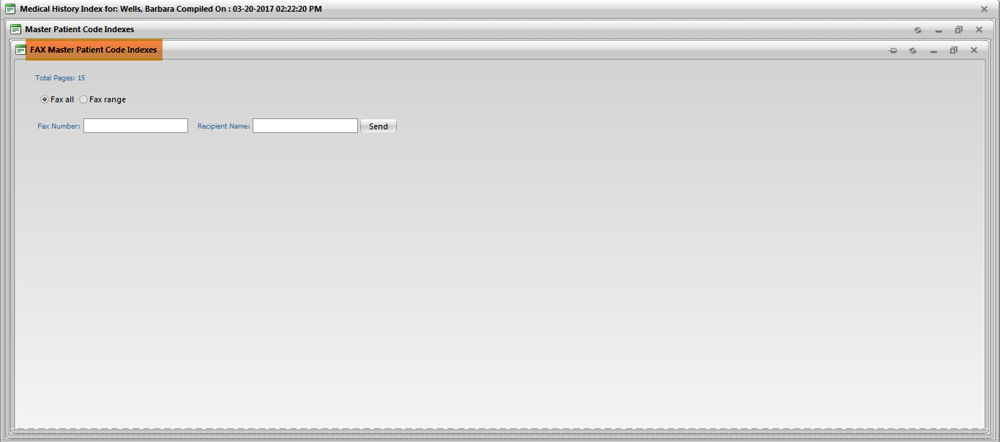 Medical History Index for: Wells, Barbara Compiled On : 03-20-2017 02:22:20 PM
Master Patient Code Indexes
FAX Master Patient Code Indexes
Total Pages: 15
Fax all Fax range
Fax Number: Recipient Name: Send